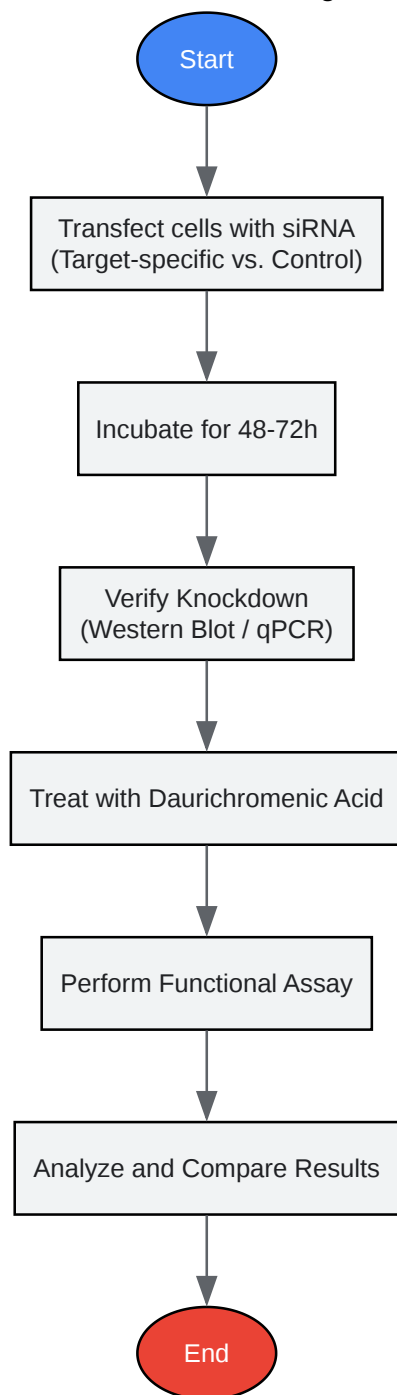 Start
Transfect cells with siRNA
(Target-specific vs. Control)
Incubate for 48-72h
Verify Knockdown
(Western Blot / qPCR)
Treat with Daurichromenic Acid
Perform Functional Assay
Analyze and Compare Results
End